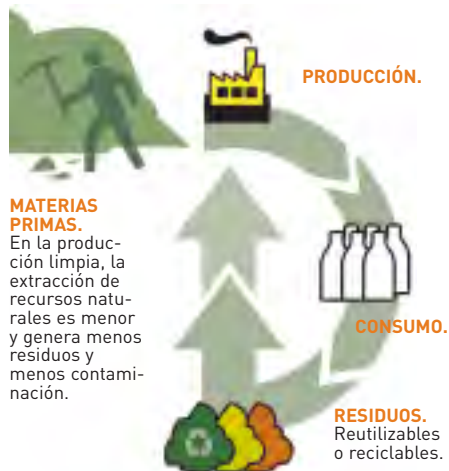 PRODUCCIÓN.
MATERIAS
PRIMAS.
En la produc-
ción limpia, la
extracción de
recursos natu-
rales es menor
y genera menos
residuos y
menos contami-
nación.
CONSUMO.
RESIDUOS.
Reutilizables
o reciclables.